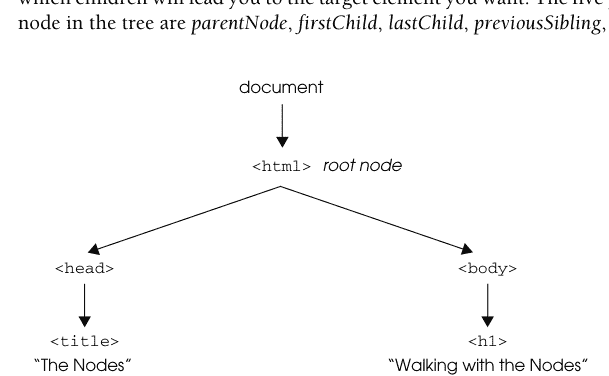 which children will lead you to the target element you want? The five
node in the tree are parentNode, firstChild, lastChild, previousSibling,
document
<html> root node
<head> <body>
<title> <h1>
“The Nodes” “Walking with the Nodes”